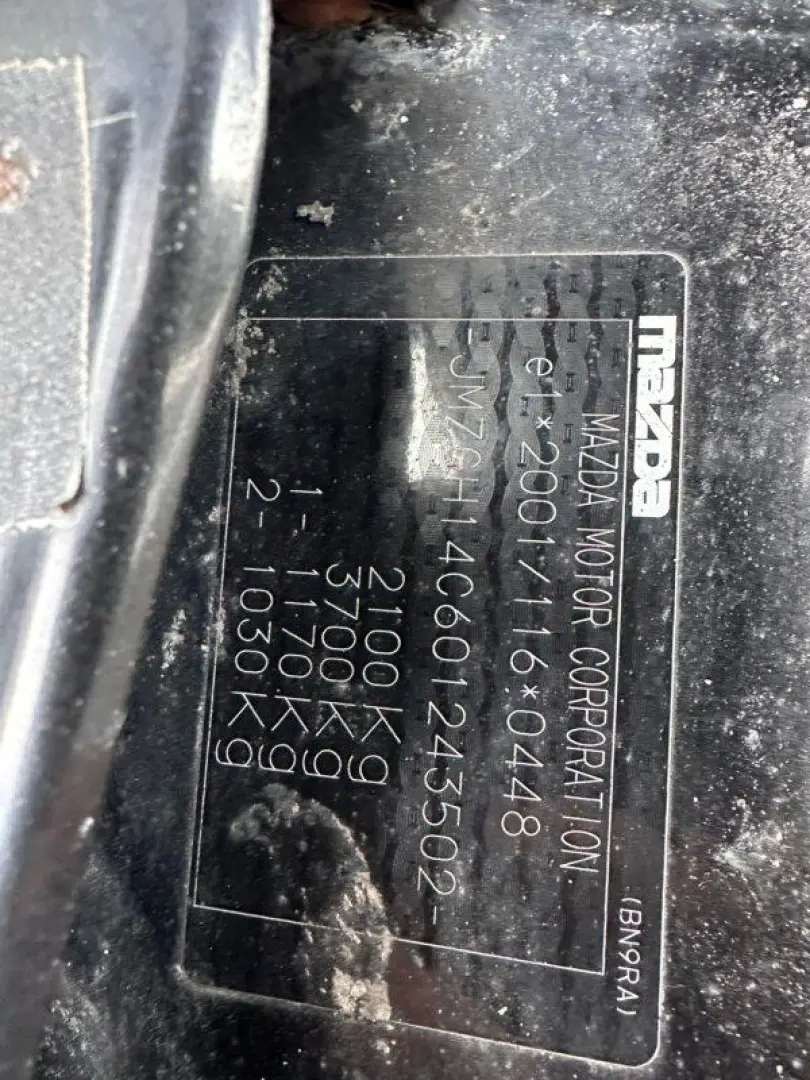 mazda
(BN9RA)
MAZDA MOTOR CORPORATION.
e1*2001/116*0448
-JMZGH14C601243502-
2100 Kg
3700 Kg
1- 1170 Kg
2- 1030 Kg